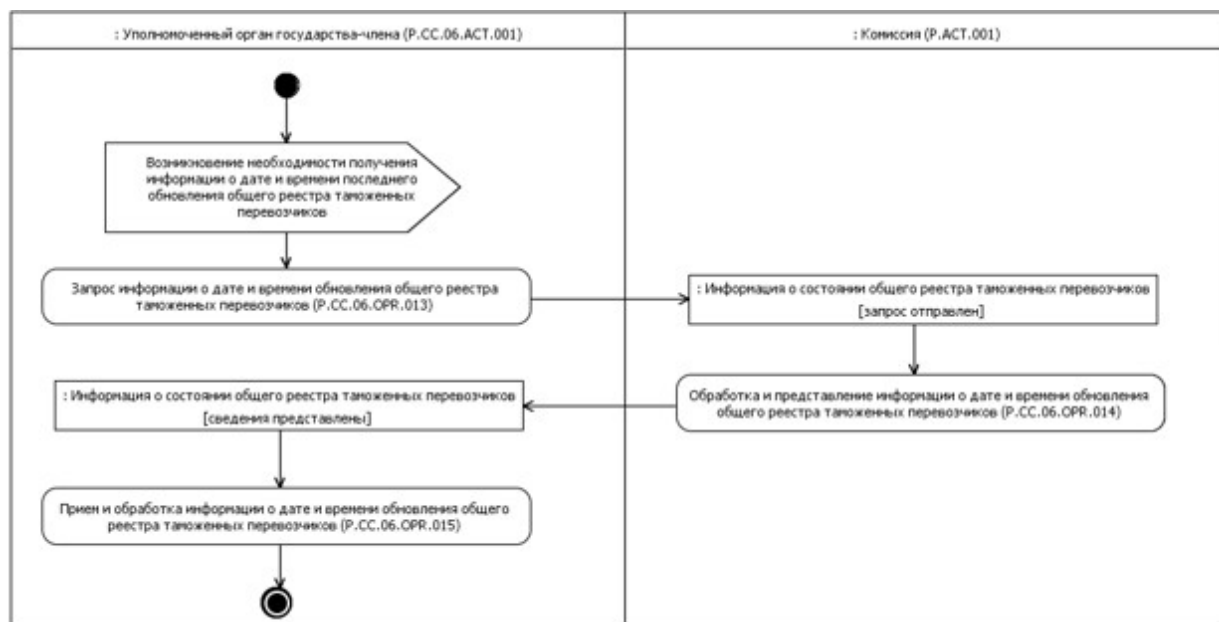 : Уполномоченный орган государства-члена (P.CC.06.ACT.001)
: Комиссия (P.ACT.001)
Возникновение необходимости получения
информации о дате и времени последнего
обновления общего реестра таможенных
перевозчиков
Запрос информации о дате и времени обновления общего реестра
таможенных перевозчиков (P.CC.06.OPR.013)
: Информация о состоянии общего реестра таможенных перевозчиков
[запрос отправлен]
Обработка и представление информации о дате и времени обновления
общего реестра таможенных перевозчиков (P.CC.06.OPR.014)
: Информация о состоянии общего реестра таможенных перевозчиков
[сведения представлены]
Прием и обработка информации о дате и времени обновления общего
реестра таможенных перевозчиков (P.CC.06.OPR.015)